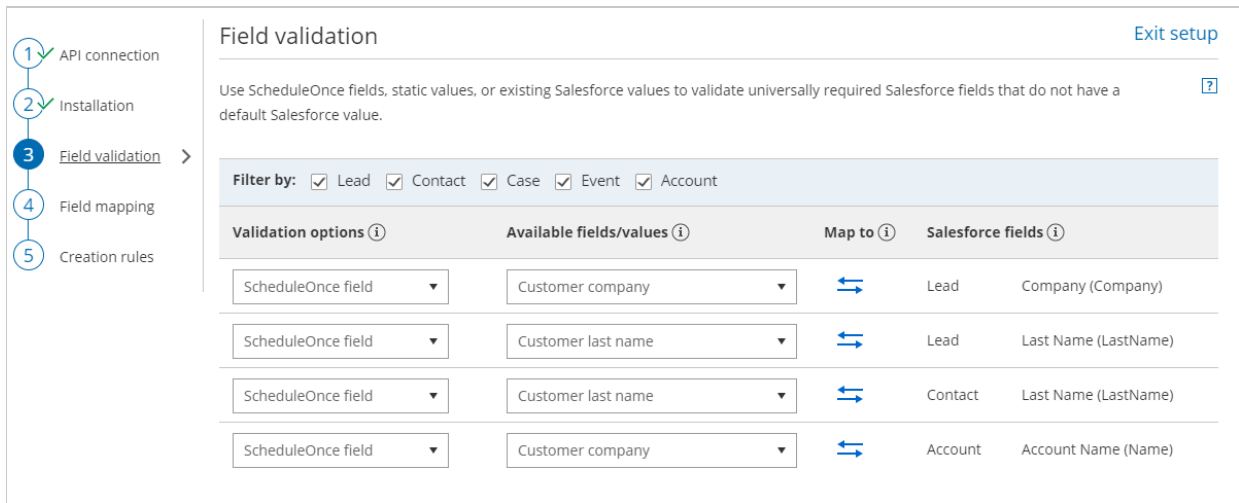 1 API connection
2 Installation
3 Field validation
4 Field mapping
5 Creation rules
Field validation
Exit setup
Use ScheduleOnce fields, static values, or existing Salesforce values to validate universally required Salesforce fields that do not have a
default Salesforce value.
?
Filter by: Lead Contact Case Event Account
Validation options i Available fields/values i Map to i Salesforce fields i
ScheduleOnce field Customer company Lead Company (Company)
ScheduleOnce field Customer last name Lead Last Name (LastName)
ScheduleOnce field Customer last name Contact Last Name (LastName)
ScheduleOnce field Customer company Account Account Name (Name)